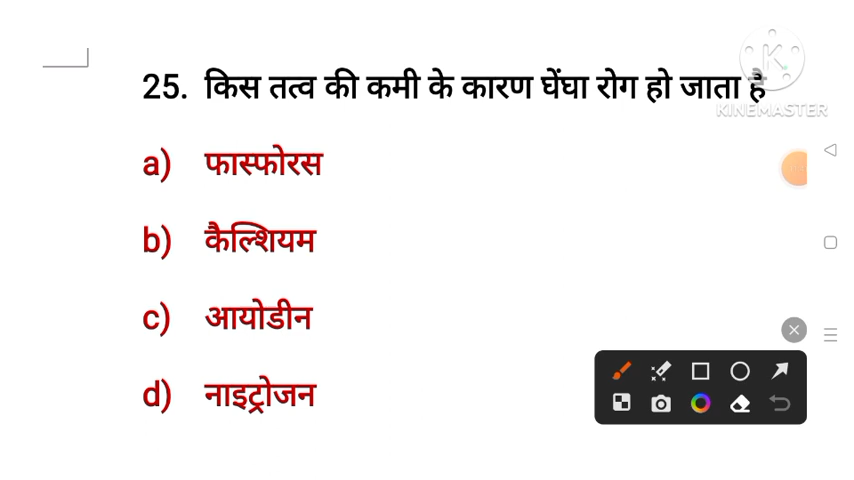 25. किस तत्व की कमी के कारण घेंघा रोग हो जाता है
KINEMASTER
a) फास्फोरस
b) कैल्शियम
c) आयोडीन
d) नाइट्रोजन